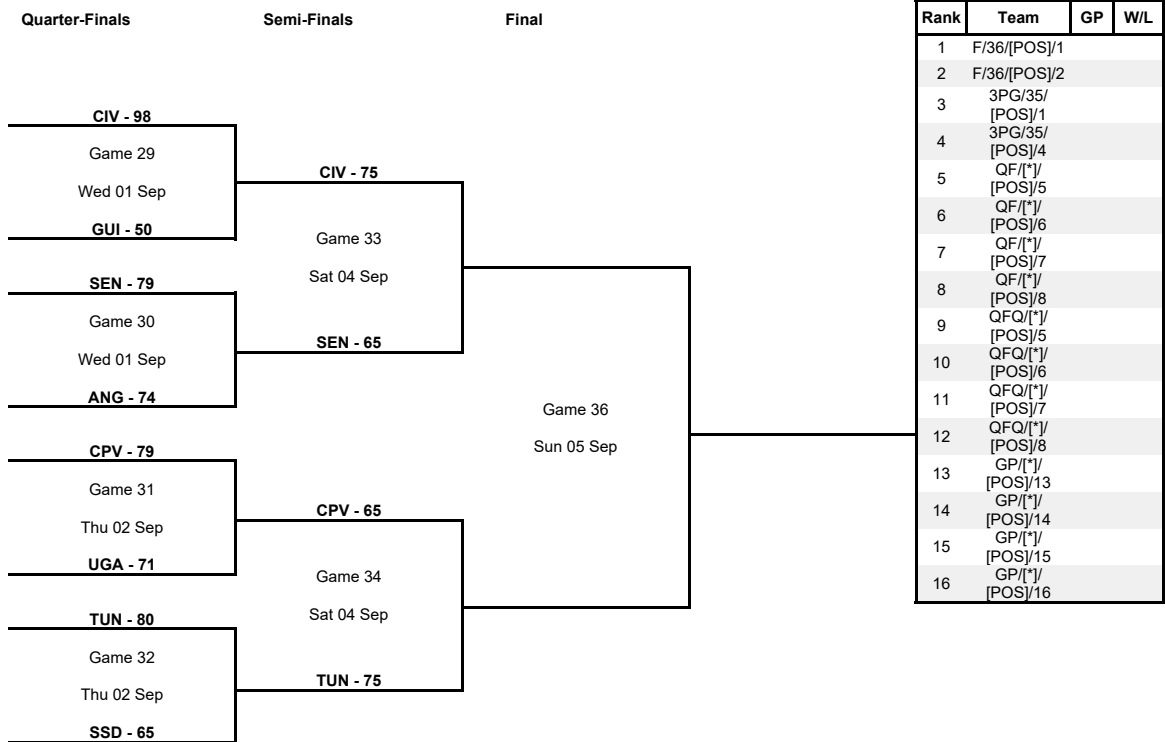 Quarter-Finals Semi-Finals Final
CIV - 98
Game 29
Wed 01 Sep
GUI - 50
SEN - 79
Game 30
Wed 01 Sep
ANG - 74
CPV - 79
Game 31
Thu 02 Sep
UGA - 71
TUN - 80
Game 32
Thu 02 Sep
SSD - 65
CIV - 75
Game 33
Sat 04 Sep
SEN - 65
CPV - 65
Game 34
Sat 04 Sep
TUN - 75
Game 36
Sun 05 Sep
Rank Team GP W/L
1 F/36/[POS]/1
2 F/36/[POS]/2
3 3PG/35/
[POS]/1
4 3PG/35/
[POS]/4
5 QF/[*]/
[POS]/5
6 QF/[*]/
[POS]/6
7 QF/[*]/
[POS]/7
8 QF/[*]/
[POS]/8
9 QFQ/[*]/
[POS]/5
10 QFQ/[*]/
[POS]/6
11 QFQ/[*]/
[POS]/7
12 QFQ/[*]/
[POS]/8
13 GP/[*]/
[POS]/13
14 GP/[*]/
[POS]/14
15 GP/[*]/
[POS]/15
16 GP/[*]/
[POS]/16